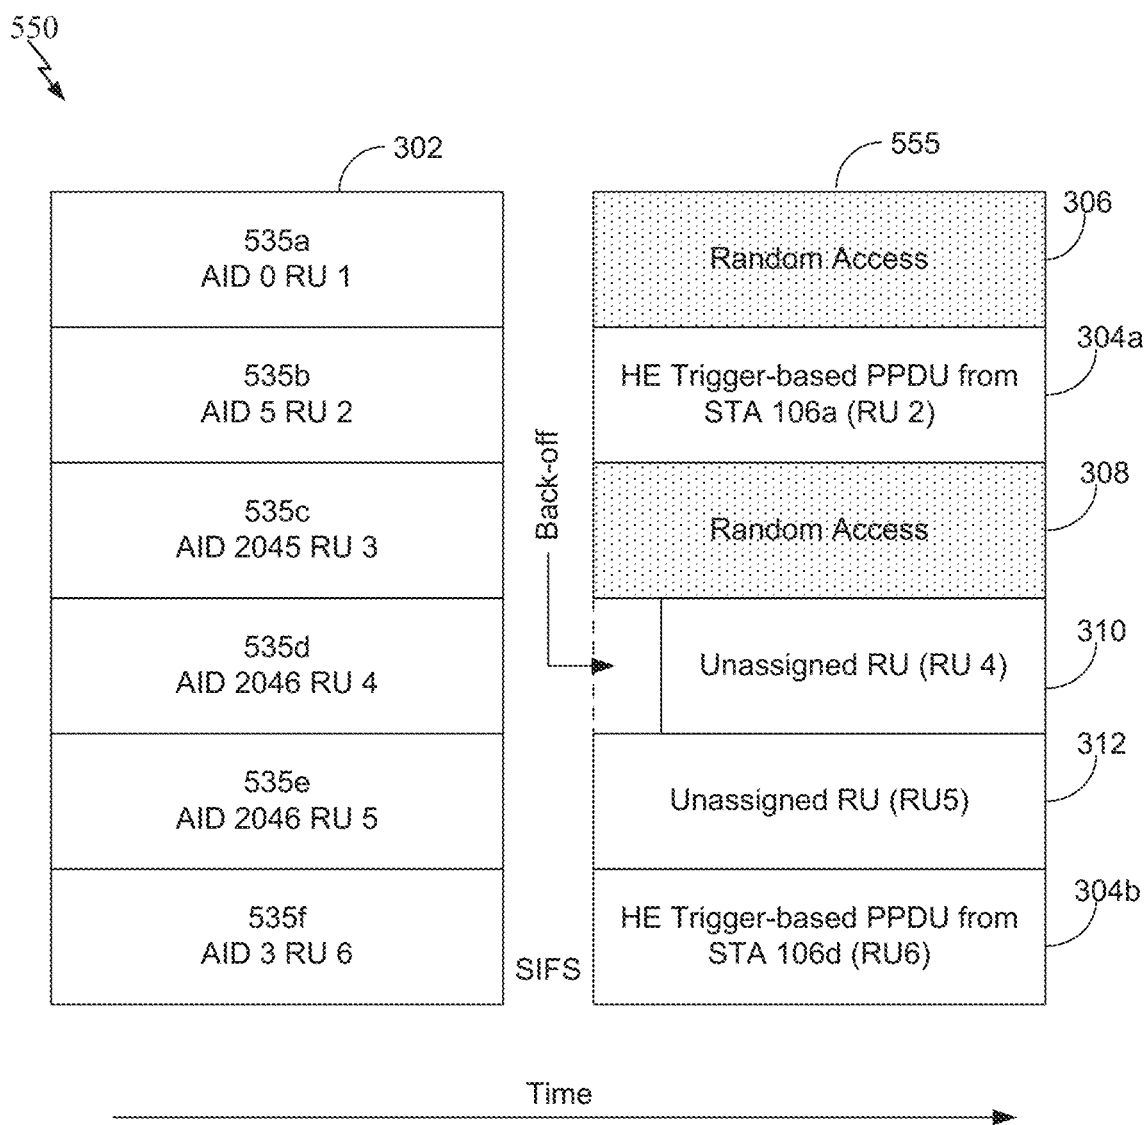 550
302
555
535a
AID 0 RU 1
Random Access
306
535b
AID 5 RU 2
HE Trigger-based PPDU from
STA 106a (RU 2)
304a
535c
AID 2045 RU 3
Back-off
Random Access
308
535d
AID 2046 RU 4
Unassigned RU (RU 4)
310
535e
AID 2046 RU 5
Unassigned RU (RU5)
312
535f
AID 3 RU 6
SIFS
HE Trigger-based PPDU from
STA 106d (RU6)
304b
Time